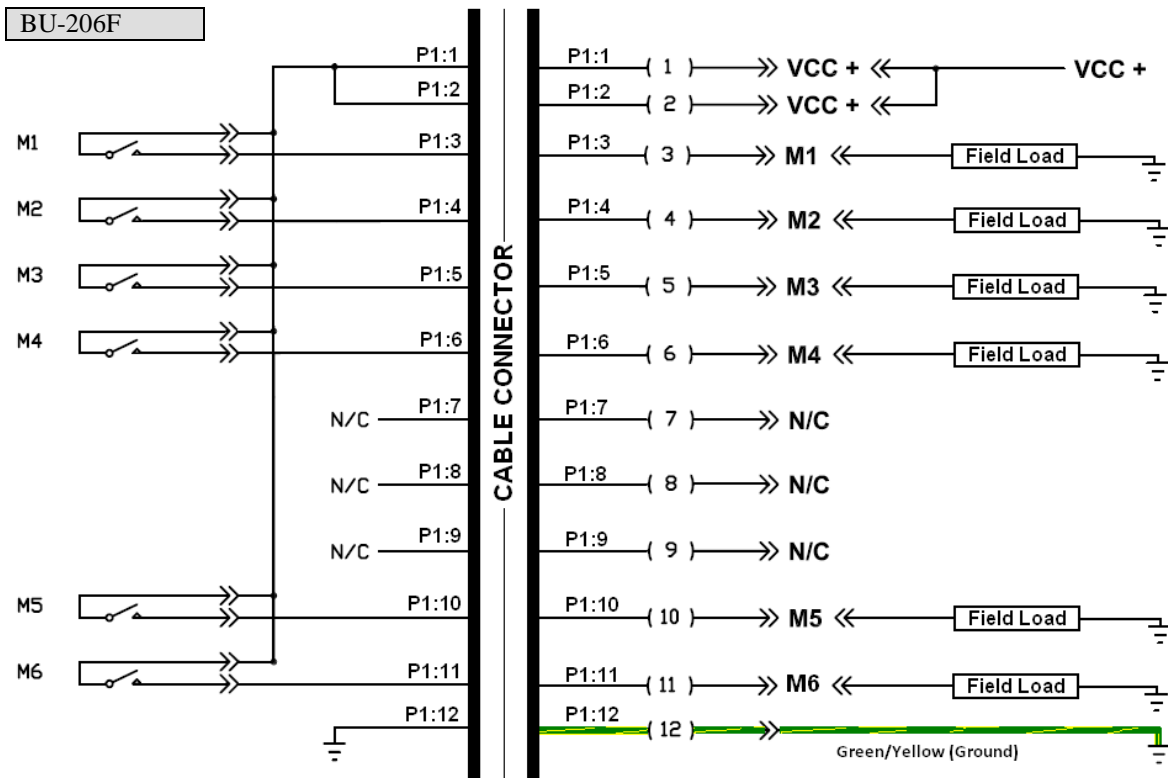 BU-206F
P1:1 P1:1 ( 1 ) VCC + VCC +
P1:2 P1:2 ( 2 ) VCC +
M1 P1:3 P1:3 ( 3 ) M1 Field Load
M2 P1:4 P1:4 ( 4 ) M2 Field Load
M3 P1:5 P1:5 ( 5 ) M3 Field Load
M4 P1:6 P1:6 ( 6 ) M4 Field Load
N/C P1:7 P1:7 ( 7 ) N/C
N/C P1:8 P1:8 ( 8 ) N/C
N/C P1:9 P1:9 ( 9 ) N/C
M5 P1:10 P1:10 ( 10 ) M5 Field Load
M6 P1:11 P1:11 ( 11 ) M6 Field Load
P1:12 P1:12 ( 12 )
Green/Yellow (Ground)
CABLE CONNECTOR